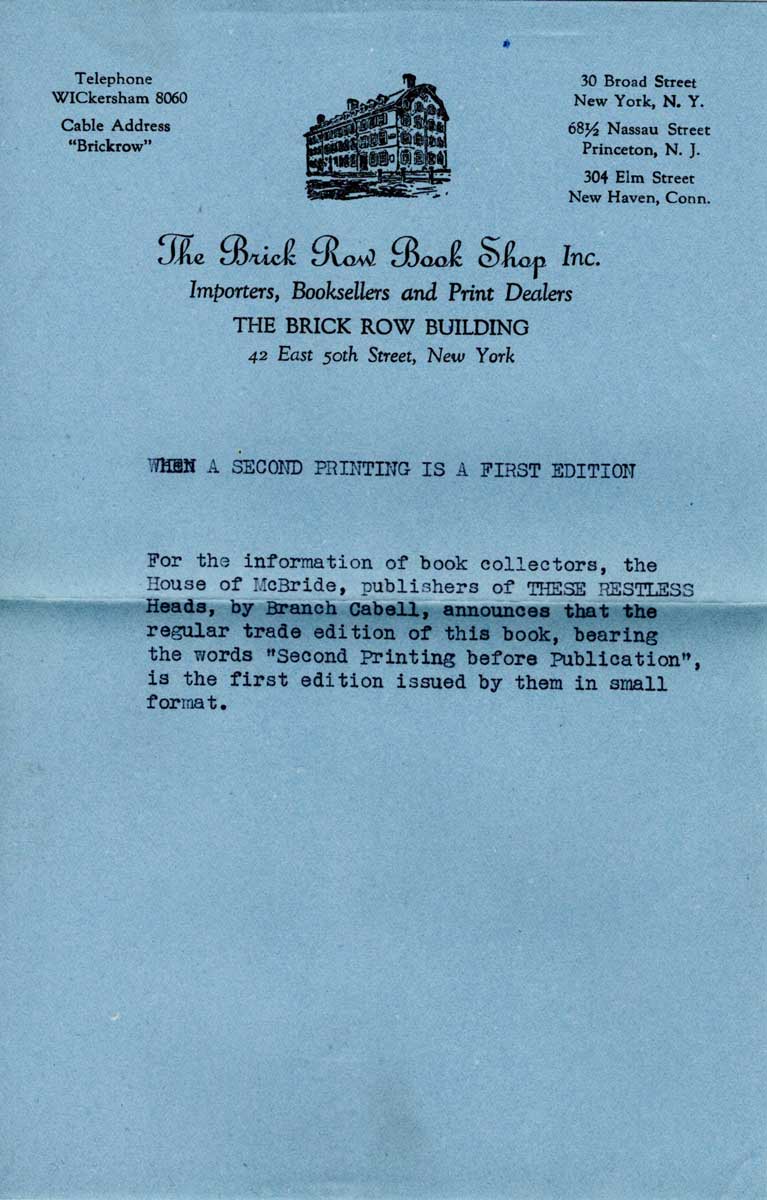 Telephone
WICkersham 8060
Cable Address
"Brickrow"
30 Broad Street
New York, N. Y.
68½ Nassau Street
Princeton, N. J.
304 Elm Street
New Haven, Conn.
The Brick Row Book Shop Inc.
Importers, Booksellers and Print Dealers
THE BRICK ROW BUILDING
42 East 50th Street, New York
WHEN A SECOND PRINTING IS A FIRST EDITION
For the information of book collectors, the
House of McBride, publishers of THESE RESTLESS
Heads, by Branch Cabell, announces that the
regular trade edition of this book, bearing
the words "Second Printing before Publication",
is the first edition issued by them in small
format.